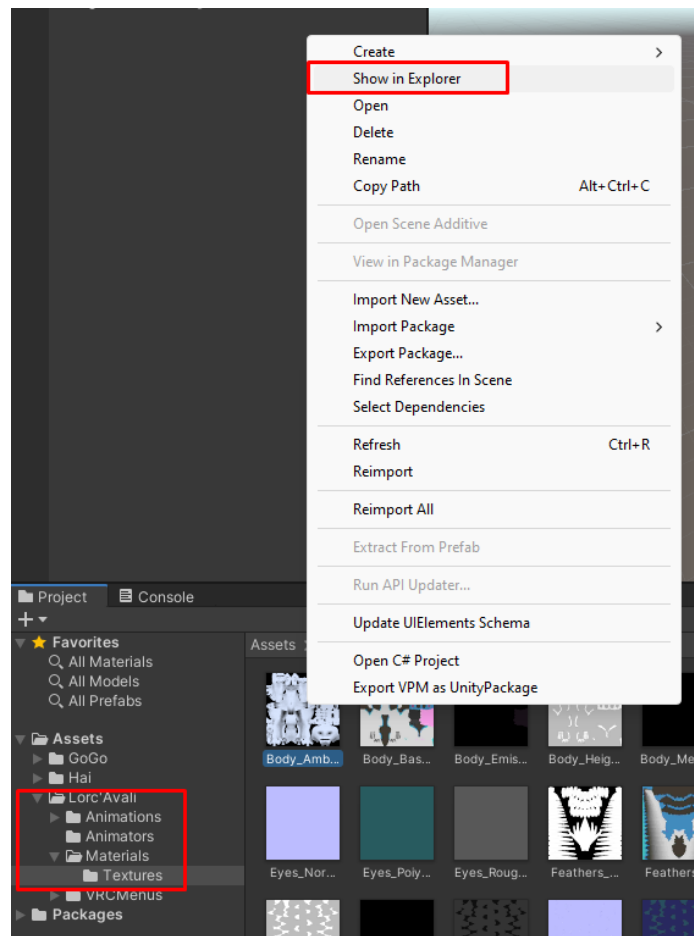 Create
Show in Explorer
Open
Delete
Rename
Copy Path Alt+Ctrl+C
Open Scene Additive
View in Package Manager
Import New Asset...
Import Package
Export Package...
Find References In Scene
Select Dependencies
Refresh Ctrl+R
Reimport
Reimport All
Extract From Prefab
Run API Updater...
Update UIElements Schema
Open C# Project
Export VPM as UnityPackage
Project Console
Favorites
All Materials
All Models
All Prefabs
Assets
GoGo
Hai
Lorc'Avali
Animations
Animators
Materials
Textures
VRCMenus
Packages
Assets
Body_Amb... Body_Bas... Body_Emis... Body_Heig... Body_Me
Eyes_Nor... Eyes_Poly... Eyes_Roug... Feathers_... Feathers